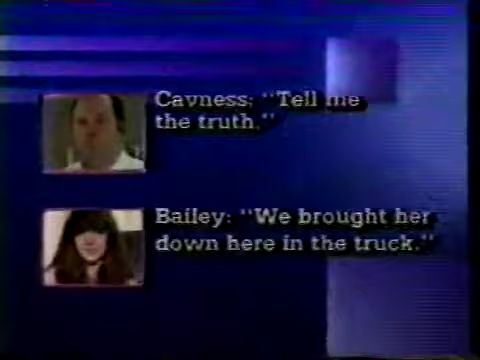 Cavness: "Tell me
the truth."
Bailey: "We brought her
down here in the truck."